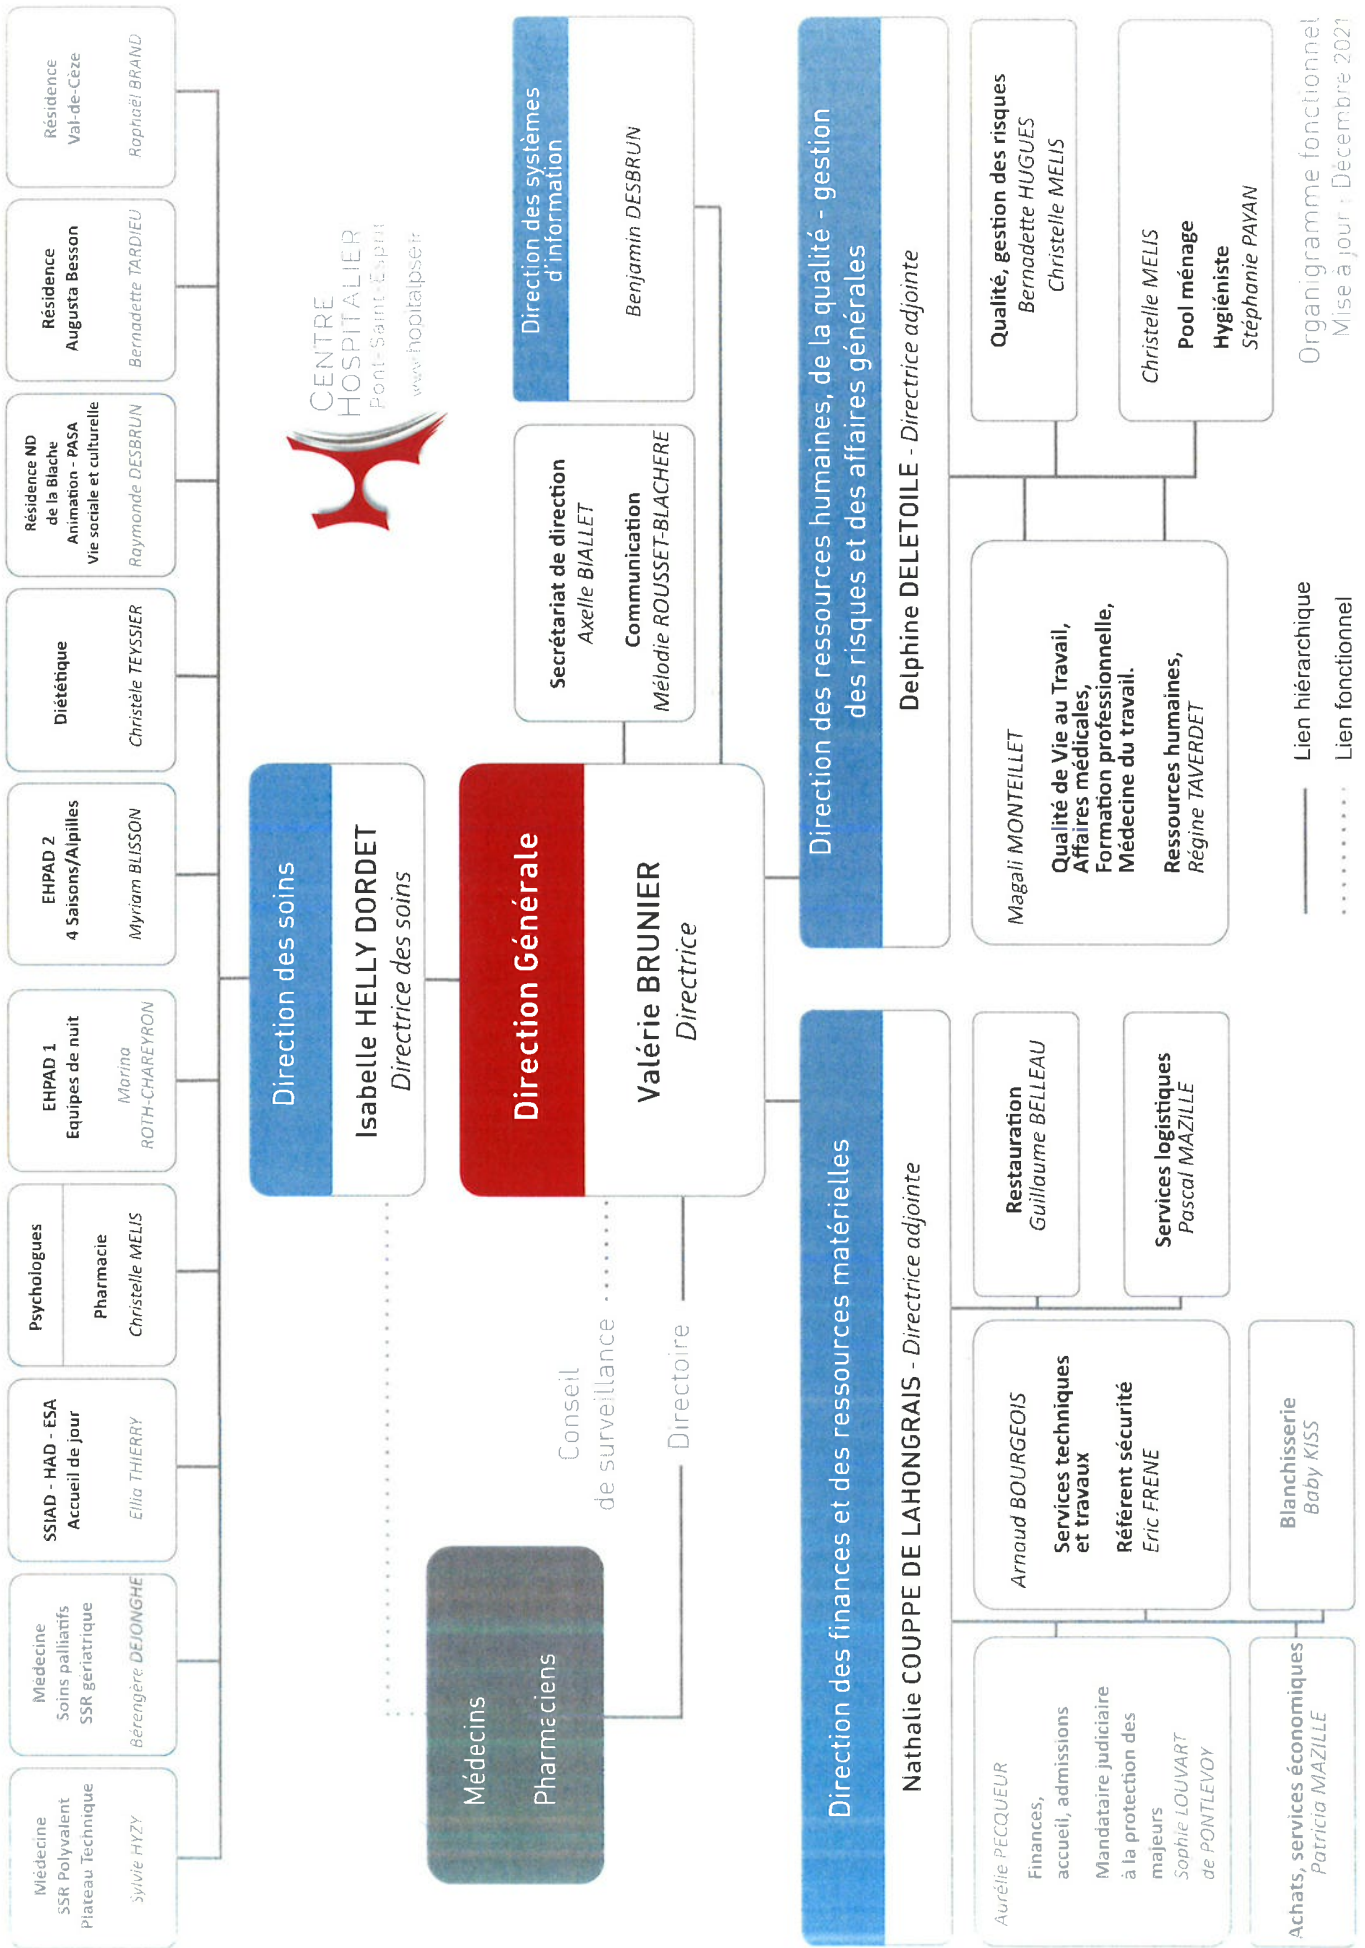 Médecine
SSR Polyvalent
Plateau Technique
Sylvie HYZY
Médecine
Soins palliatifs
SSR gériatrique
Bérengère DEJONGHE
SSIAD - HAD - ESA
Accueil de jour
Ellia THIERRY
Psychologues
Pharmacie
Christelle MELIS
EHPAD 1
Equipes de nuit
Marina
ROTH-CHAREYRON
EHPAD 2
4 Saisons/Alpilles
Myriam BLISSON
Diététique
Christèle TEYSSIER
Résidence ND
de la Blache
Animation - PASA
Vie sociale et culturelle
Raymonde DESBRUN
Résidence
Augusta Besson
Bernadette TARDIEU
Résidence
Val-de-Cèze
Raphaël BRAND
Direction des soins
Isabelle HELLY DORDET
Directrice des soins
CENTRE
HOSPITALIER
Pont-Saint-Esprit
www.hopitalpse.fr
Médecins
Pharmaciens
Conseil
de surveillance
Directoire
Direction Générale
Valérie BRUNIER
Directrice
Secrétariat de direction
Axelle BIALLET
Communication
Mélodie ROUSSET-BLACHERE
Direction des systèmes
d'information
Benjamin DESBRUN
Direction des finances et des ressources matérielles
Nathalie COUPPE DE LAHONGRAIS - Directrice adjointe
Aurélie PECQUEUR
Finances,
accueil, admissions
Mandataire judiciaire
à la protection des
majeurs
Sophie LOUVART
de PONTLEVOY
Achats, services économiques
Patricia MAZILLE
Arnaud BOURGEOIS
Services techniques
et travaux
Référent sécurité
Eric FRENE
Blanchisserie
Baby KISS
Restauration
Guillaume BELLEAU
Services logistiques
Pascal MAZILLE
Direction des ressources humaines, de la qualité - gestion
des risques et des affaires générales
Delphine DELETOILE - Directrice adjointe
Magali MONTEILLET
Qualité de Vie au Travail,
Affaires médicales,
Formation professionnelle,
Médecine du travail.
Ressources humaines,
Régine TAVERDET
Qualité, gestion des risques
Bernadette HUGUES
Christelle MELIS
Christelle MELIS
Pool ménage
Hygiéniste
Stéphanie PAYAN
Lien hiérarchique
Lien fonctionnel
Organigramme fonctionnel
Mise à jour : Décembre 2021